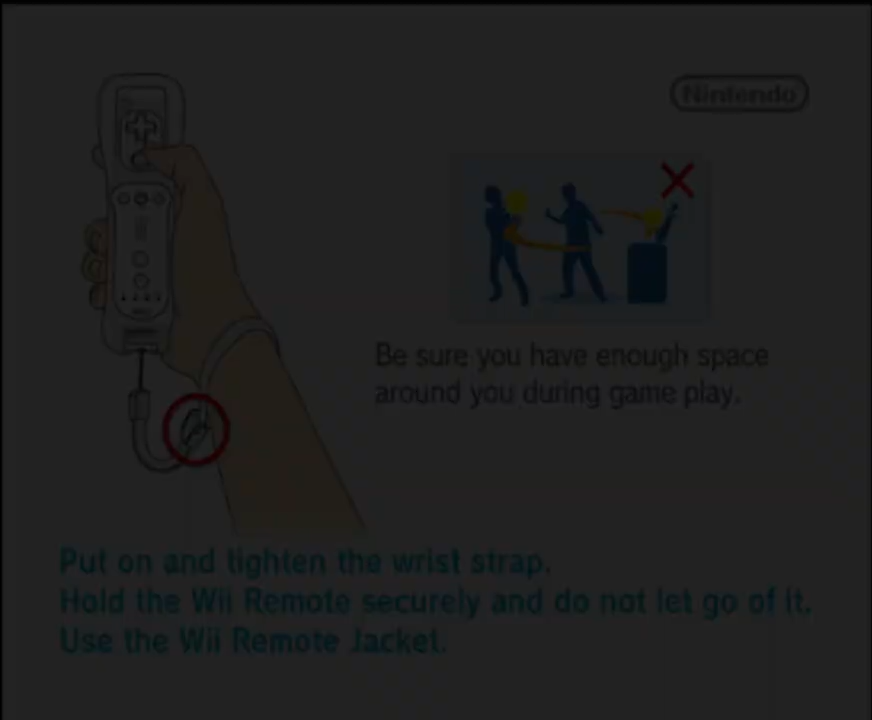 Nintendo
Be sure you have enough space
around you during game play.
Put on and tighten the wrist strap.
Hold the Wii Remote securely and do not let go of it.
Use the Wii Remote Jacket.